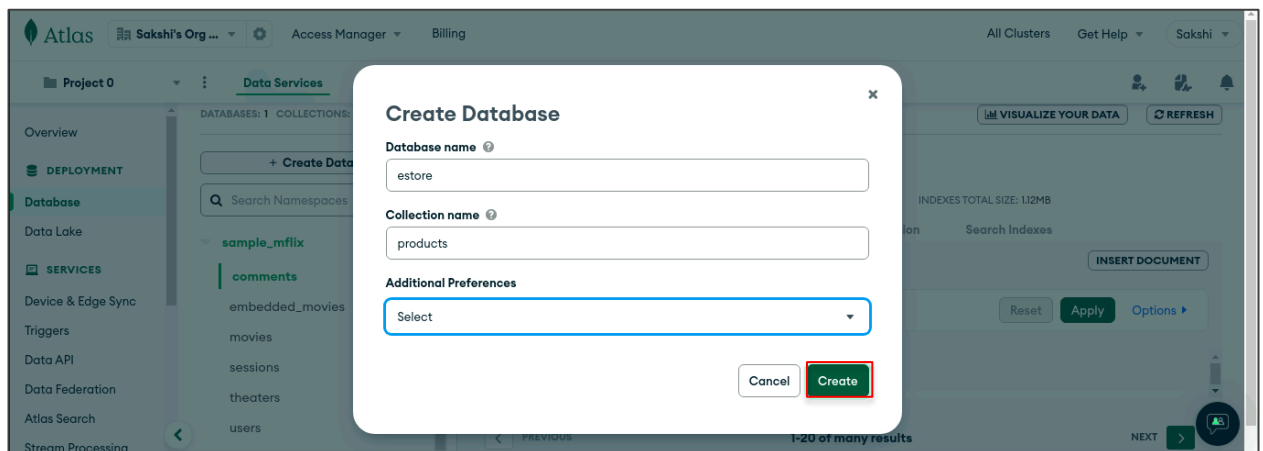 Atlas Sakshi's Org ... Access Manager Billing All Clusters Get Help Sakshi
Project 0 Data Services
Overview
DEPLOYMENT
Database
Data Lake
SERVICES
Device & Edge Sync
Triggers
Data API
Data Federation
Atlas Search
Stream Processing
DATABASES: 1 COLLECTIONS:
VISUALIZE YOUR DATA REFRESH
+ Create Data
Search Namespaces
sample_mflix
comments
embedded_movies
movies
sessions
theaters
users
Create Database
Database name
estore
Collection name
products
Additional Preferences
Select
Cancel Create
INDEXES TOTAL SIZE: 1.12MB
ion Search Indexes
INSERT DOCUMENT
Reset Apply Options
PREVIOUS 1-20 of many results NEXT